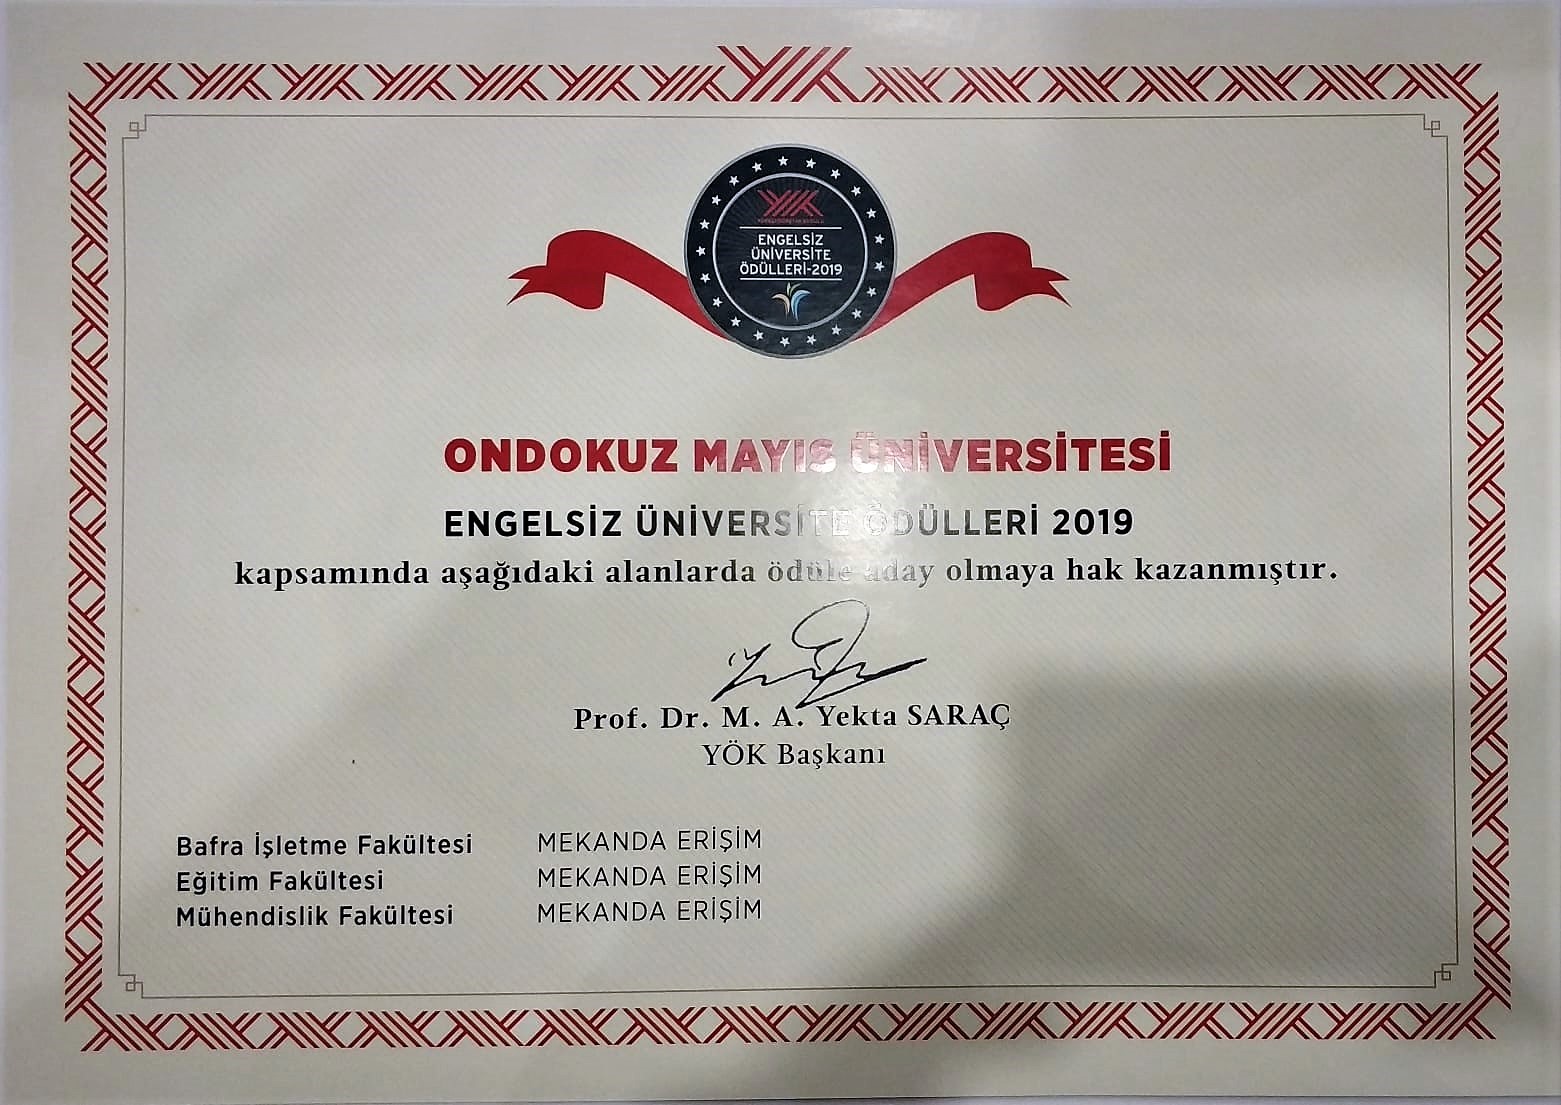 YÖK
YÜKSEKÖĞRETİM KURULU
ENGELSİZ
ÜNİVERSİTE
ÖDÜLLERİ-2019
ONDOKUZ MAYIS ÜNİVERSİTESİ
ENGELSİZ ÜNİVERSİTE ÖDÜLLERİ 2019
kapsamında aşağıdaki alanlarda ödüle aday olmaya hak kazanmıştır.
Prof. Dr. M. A. Yekta SARAÇ
YÖK Başkanı
Bafra İşletme Fakültesi MEKANDA ERİŞİM
Eğitim Fakültesi MEKANDA ERİŞİM
Mühendislik Fakültesi MEKANDA ERİŞİM